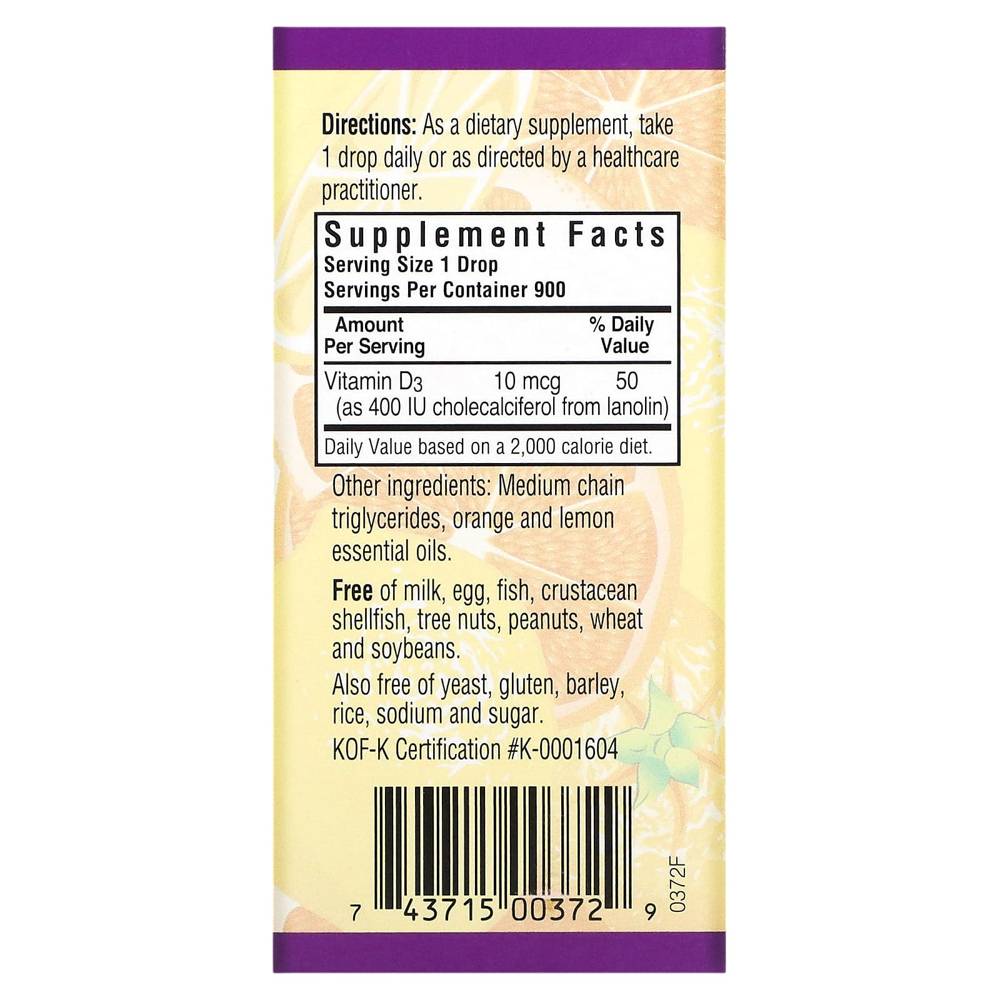 Directions: As a dietary supplement, take
1 drop daily or as directed by a healthcare
practitioner.
Supplement Facts
Serving Size 1 Drop
Servings Per Container 900
Amount % Daily
Per Serving Value
Vitamin D3 10 mcg 50
(as 400 IU cholecalciferol from lanolin)
Daily Value based on a 2,000 calorie diet.
Other ingredients: Medium chain
triglycerides, orange and lemon
essential oils.
Free of milk, egg, fish, crustacean
shellfish, tree nuts, peanuts, wheat
and soybeans.
Also free of yeast, gluten, barley,
rice, sodium and sugar.
KOF-K Certification #K-0001604
7 43715 00372 9
0372F